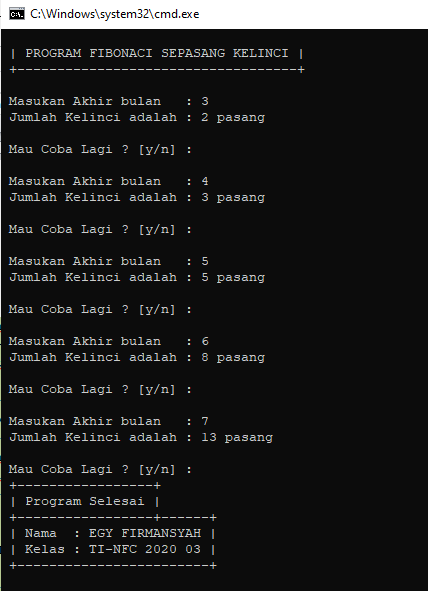 C:\Windows\system32\cmd.exe
| PROGRAM FIBONACI SEPASANG KELINCI |
+-----------------------------------+
Masukan Akhir bulan   : 3
Jumlah Kelinci adalah : 2 pasang
Mau Coba Lagi ? [y/n] :
Masukan Akhir bulan   : 4
Jumlah Kelinci adalah : 3 pasang
Mau Coba Lagi ? [y/n] :
Masukan Akhir bulan   : 5
Jumlah Kelinci adalah : 5 pasang
Mau Coba Lagi ? [y/n] :
Masukan Akhir bulan   : 6
Jumlah Kelinci adalah : 8 pasang
Mau Coba Lagi ? [y/n] :
Masukan Akhir bulan   : 7
Jumlah Kelinci adalah : 13 pasang
Mau Coba Lagi ? [y/n] :
+-----------------+
| Program Selesai |
+-----------------+------+
| Nama  : EGY FIRMANSYAH |
| Kelas : TI-NFC 2020 03 |
+------------------------+